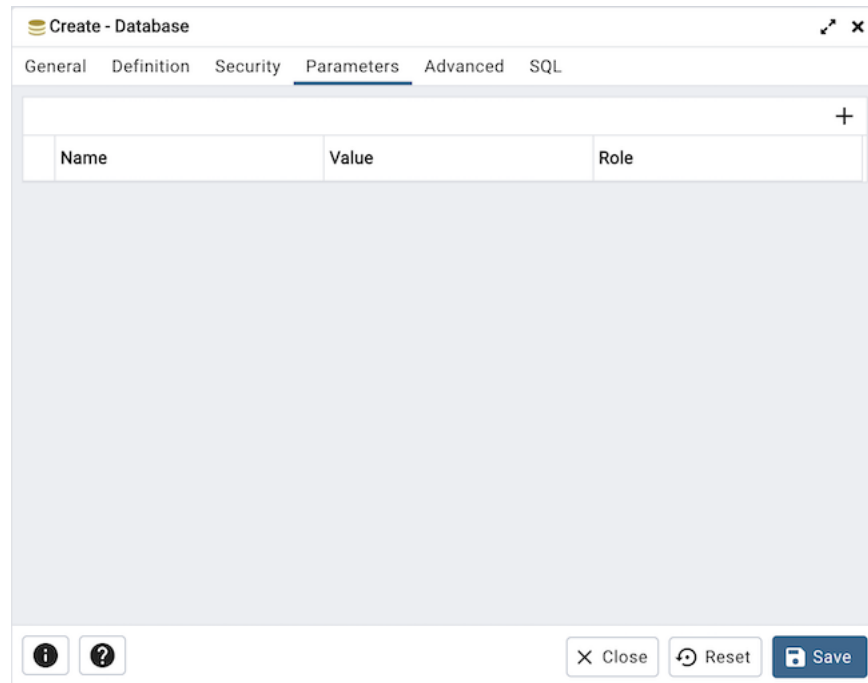 Create - Database
General Definition Security Parameters Advanced SQL
Name Value Role
Close Reset Save